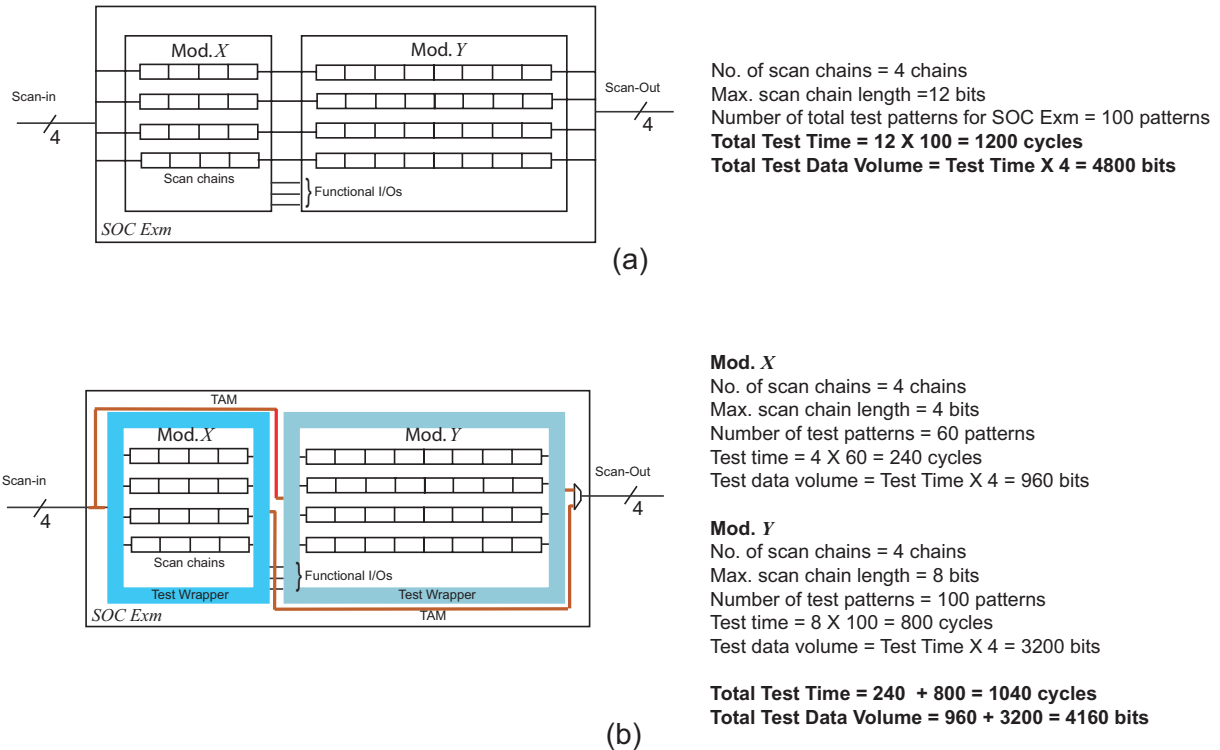 Mod. X
Mod. Y
Scan-in
4
Scan-Out
4
Scan chains
Functional I/Os
SOC Exm
No. of scan chains = 4 chains
Max. scan chain length =12 bits
Number of total test patterns for SOC Exm = 100 patterns
Total Test Time = 12 X 100 = 1200 cycles
Total Test Data Volume = Test Time X 4 = 4800 bits
(a)
TAM
Mod. X
Mod. Y
Scan-in
4
Scan-Out
4
Scan chains
Functional I/Os
Test Wrapper
Test Wrapper
SOC Exm
TAM
Mod. X
No. of scan chains = 4 chains
Max. scan chain length = 4 bits
Number of test patterns = 60 patterns
Test time = 4 X 60 = 240 cycles
Test data volume = Test Time X 4 = 960 bits
Mod. Y
No. of scan chains = 4 chains
Max. scan chain length = 8 bits
Number of test patterns = 100 patterns
Test time = 8 X 100 = 800 cycles
Test data volume = Test Time X 4 = 3200 bits
Total Test Time = 240 + 800 = 1040 cycles
Total Test Data Volume = 960 + 3200 = 4160 bits
(b)